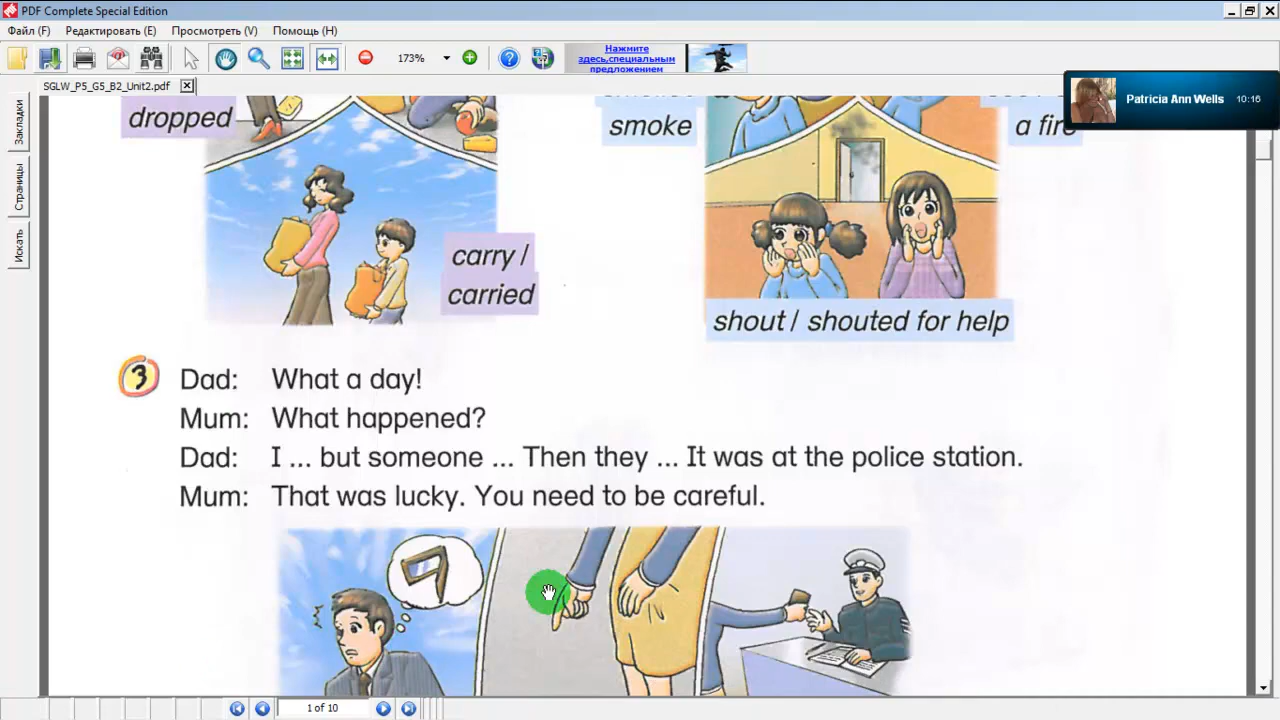 PDF Complete Special Edition
Файл (F) Редактировать (E) Просмотреть (V) Помощь (H)
173%
Нажмите
здесь,специальным
предложением
SGLW_P5_G5_B2_Unit2.pdf
Закладки
Страницы
Искать
Patricia Ann Wells 10:16
dropped
smoke
a fire
carry /
carried
shout / shouted for help
3
Dad: What a day!
Mum: What happened?
Dad: I ... but someone ... Then they ... It was at the police station.
Mum: That was lucky. You need to be careful.
1 of 10